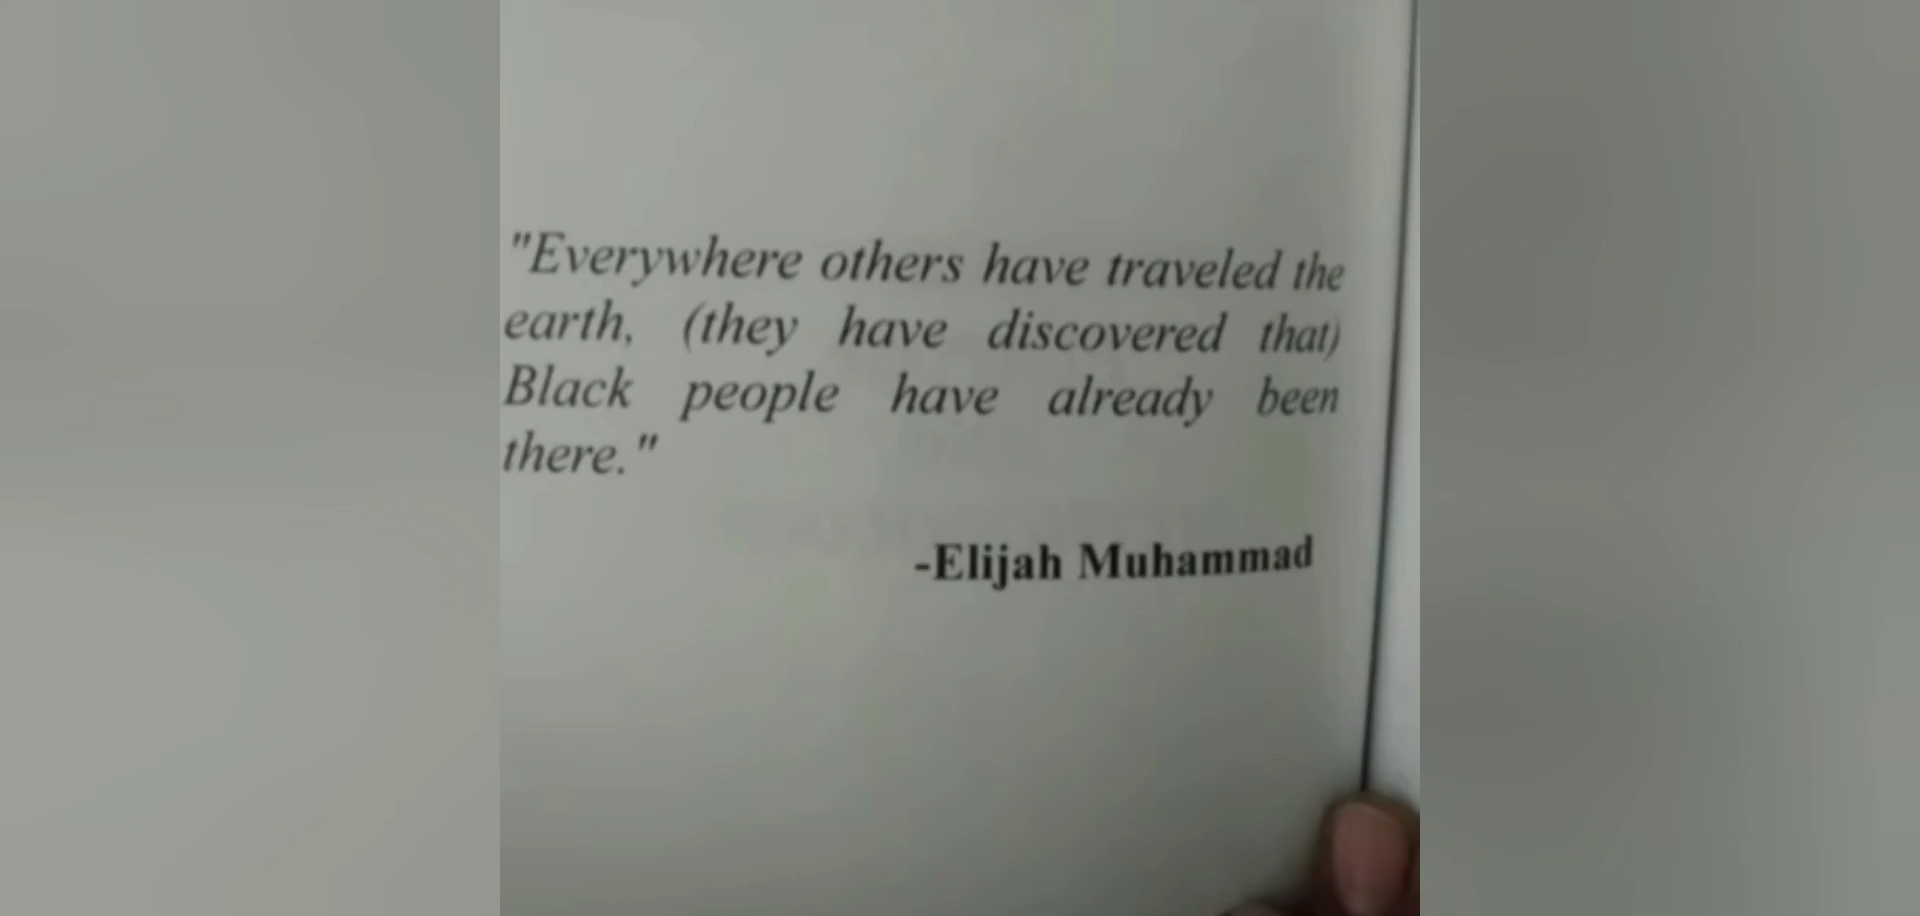 "Everywhere others have traveled the
earth, (they have discovered that)
Black people have already been
there."
-Elijah Muhammad